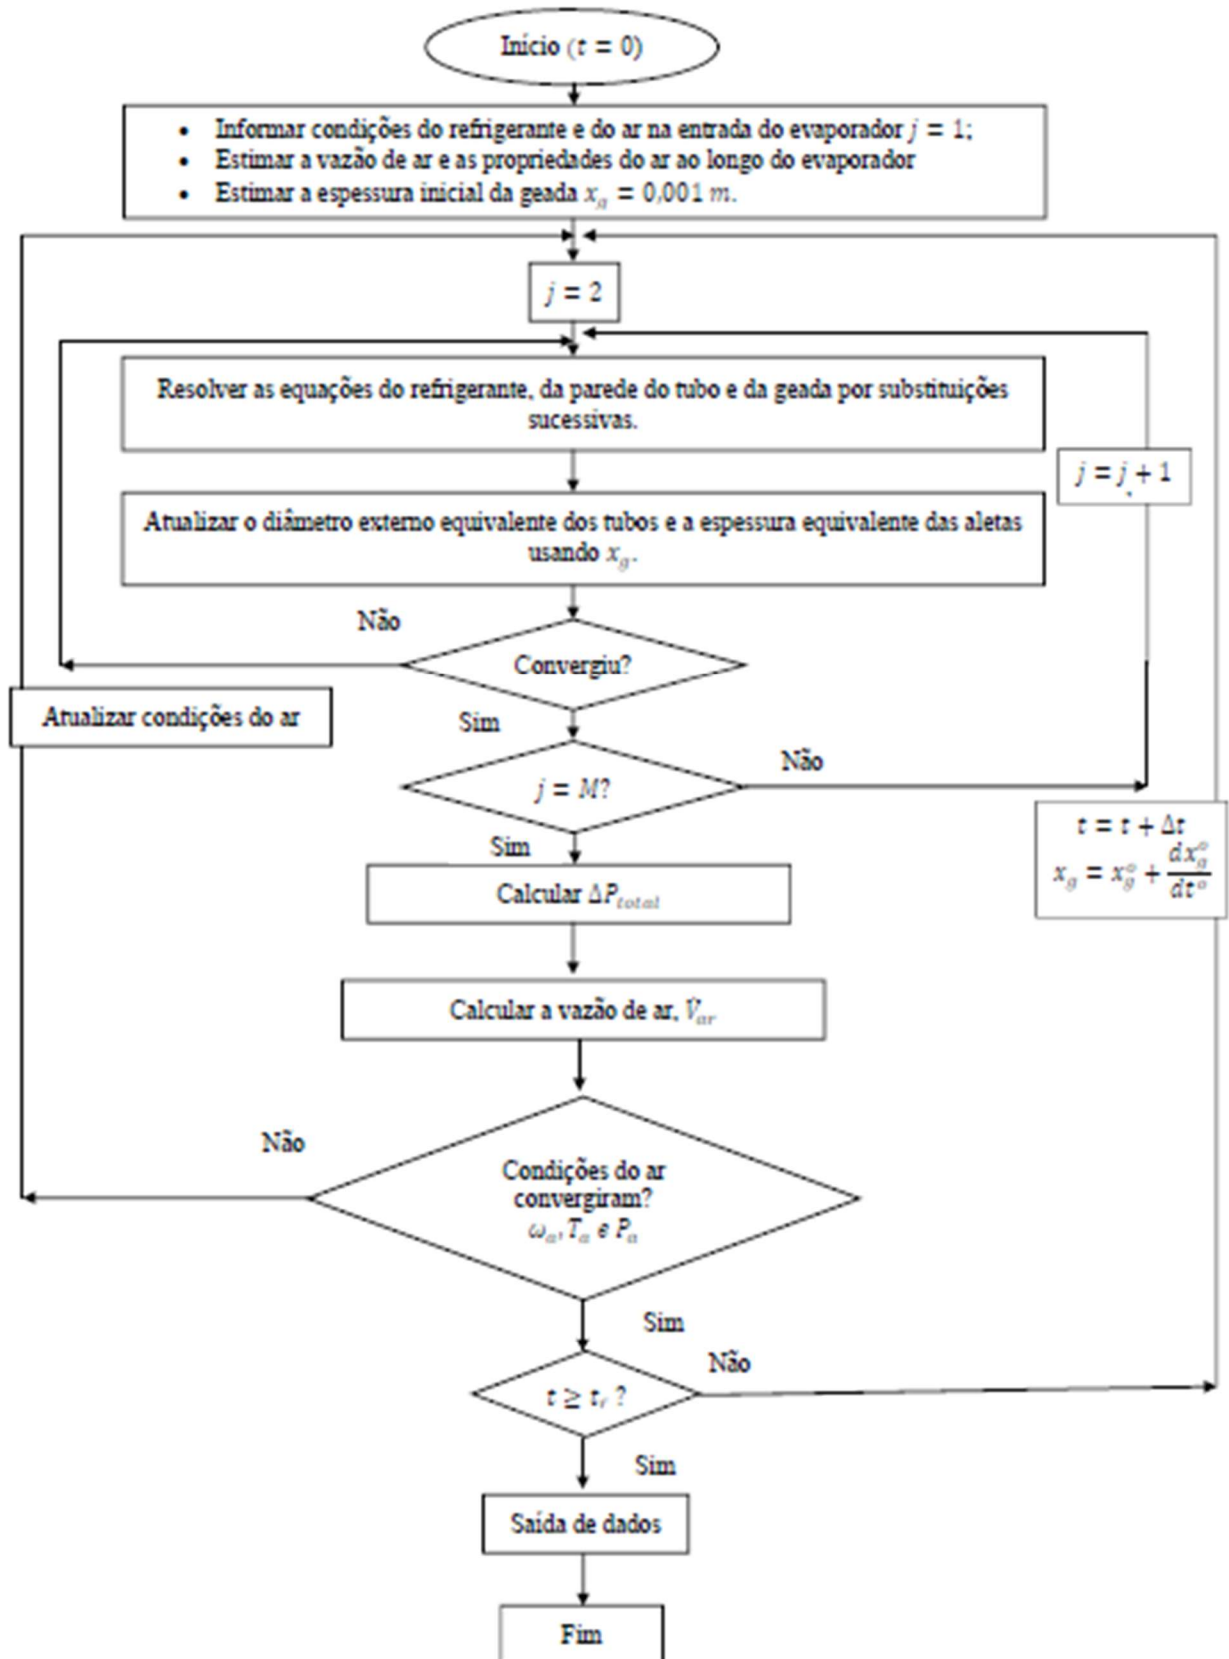 Início (t = 0)
• Informar condições do refrigerante e do ar na entrada do evaporador j = 1;
• Estimar a vazão de ar e as propriedades do ar ao longo do evaporador
• Estimar a espessura inicial da geada x_g = 0,001 m.
j = 2
Resolver as equações do refrigerante, da parede do tubo e da geada por substituições
sucessivas.
j = j + 1
Atualizar o diâmetro externo equivalente dos tubos e a espessura equivalente das aletas
usando x_g.
Não
Convergiu?
Atualizar condições do ar
Sim
Não
j = M?
t = t + Δt
x_g = x_g^o + dx_g^o/dt^o
Sim
Calcular ΔP_total
Calcular a vazão de ar, V̇_ar
Não
Condições do ar
convergiram?
ω_a, T_a e P_a
Sim
Não
t ≥ t_f ?
Sim
Saída de dados
Fim